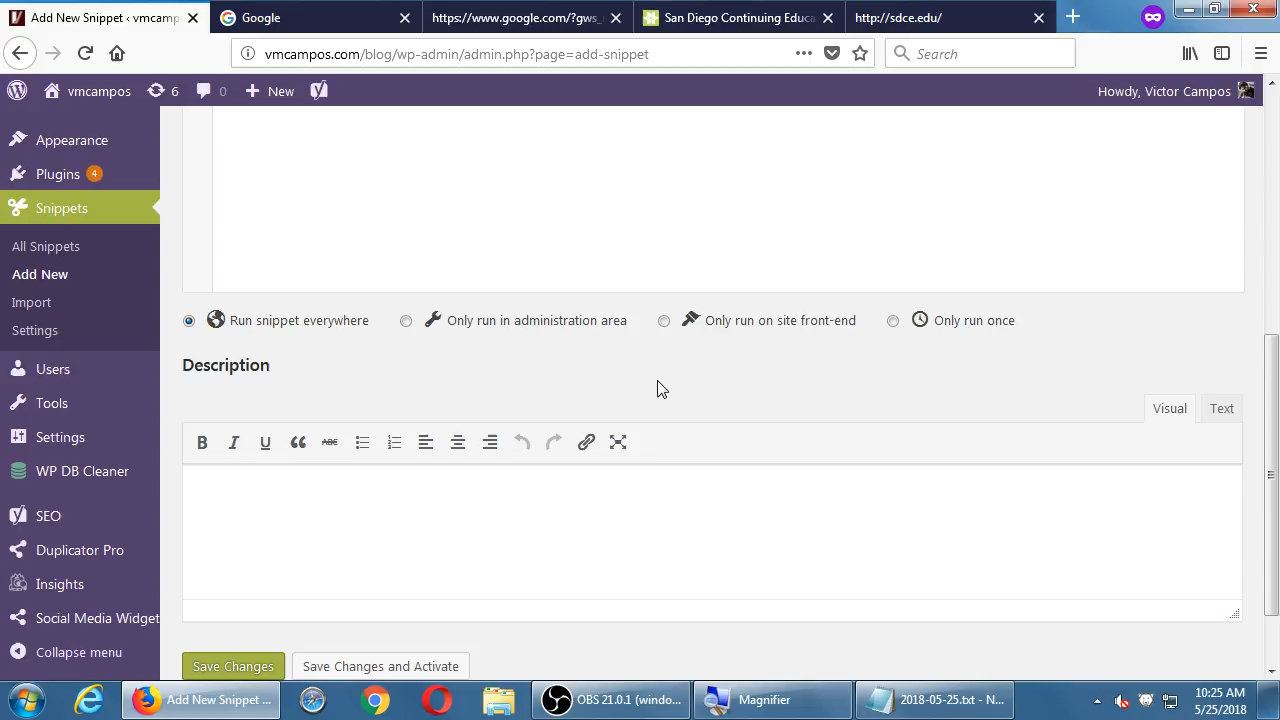 Add New Snippet ‹ vmcampos
Google
https://www.google.com/?gws_
San Diego Continuing Educa
http://sdce.edu/
vmcampos.com/blog/wp-admin/admin.php?page=add-snippet
Search
vmcampos
6
0
New
Howdy, Victor Campos
Appearance
Plugins 4
Snippets
All Snippets
Add New
Import
Settings
Users
Tools
Settings
WP DB Cleaner
SEO
Duplicator Pro
Insights
Social Media Widget
Collapse menu
Run snippet everywhere
Only run in administration area
Only run on site front-end
Only run once
Description
Visual
Text
B I U ABC
Save Changes
Save Changes and Activate
Add New Snippet ...
OBS 21.0.1 (windo...
Magnifier
2018-05-25.txt - N...
10:25 AM
5/25/2018